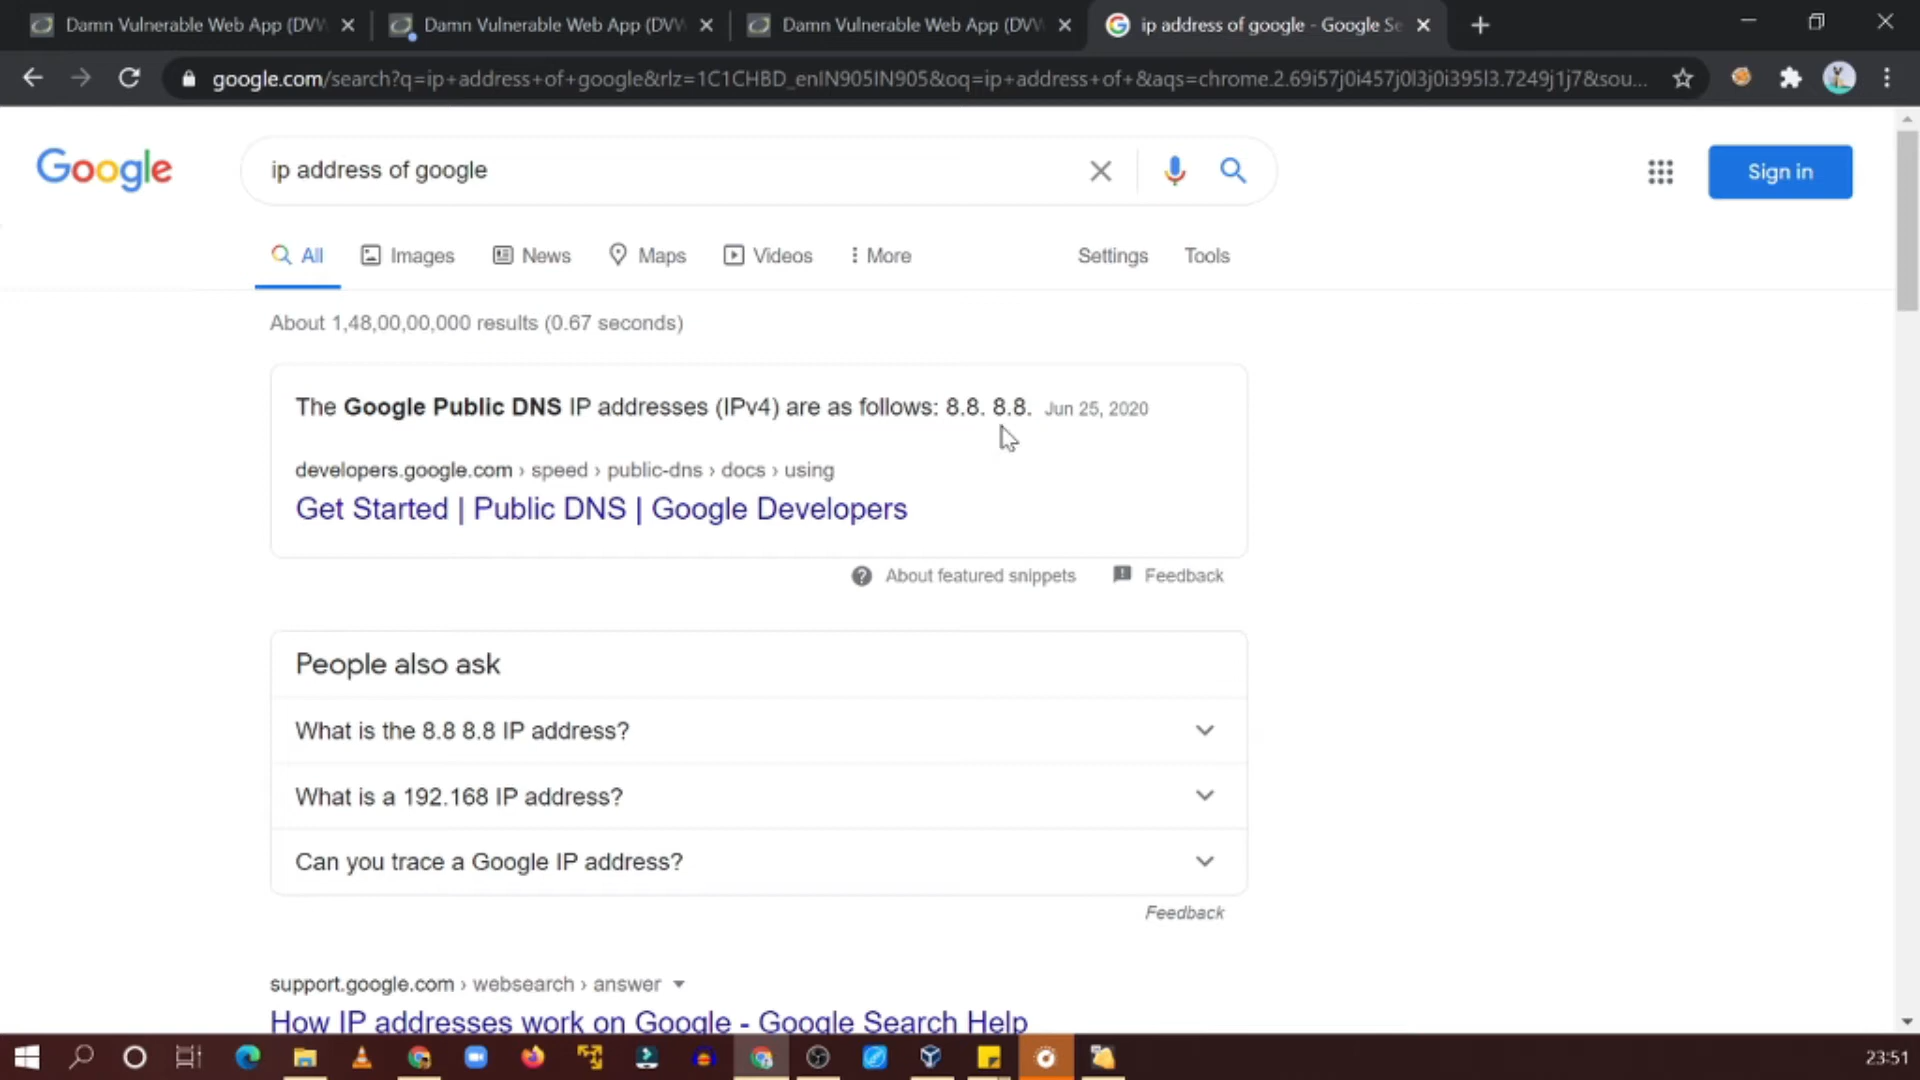 Damn Vulnerable Web App (DVW
Damn Vulnerable Web App (DVW
Damn Vulnerable Web App (DVW
ip address of google - Google Se
google.com/search?q=ip+address+of+google&rlz=1C1CHBD_enIN905IN905&oq=ip+address+of+&aqs=chrome.2.69i57j0i457j0l3j0i395l3.7249j1j7&sou...
Google
ip address of google
Sign in
All
Images
News
Maps
Videos
More
Settings
Tools
About 1,48,00,00,000 results (0.67 seconds)
The Google Public DNS IP addresses (IPv4) are as follows: 8.8. 8.8. Jun 25, 2020
developers.google.com › speed › public-dns › docs › using
Get Started | Public DNS | Google Developers
About featured snippets
Feedback
People also ask
What is the 8.8 8.8 IP address?
What is a 192.168 IP address?
Can you trace a Google IP address?
Feedback
support.google.com › websearch › answer
How IP addresses work on Google - Google Search Help
23:51